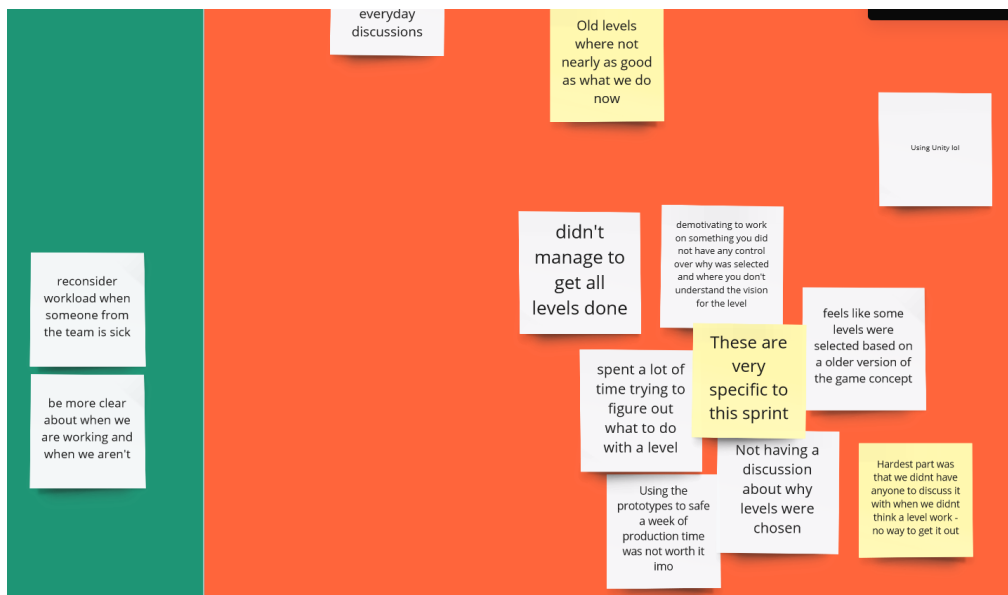 everyday
discussions
Old levels
where not
nearly as good
as what we do
now
Using Unity lol
didn't
manage to
get all
levels done
demotivating to work
on something you did
not have any control
over why was selected
and where you don't
understand the vision
for the level
reconsider
workload when
someone from
the team is sick
feels like some
levels were
selected based on
a older version of
the game concept
These are
very
specific to
this sprint
spent a lot of
time trying to
figure out
what to do
with a level
be more clear
about when we
are working and
when we aren't
Not having a
discussion
about why
levels were
chosen
Hardest part was
that we didnt have
anyone to discuss it
with when we didnt
think a level work -
no way to get it out
Using the
prototypes to safe
a week of
production time
was not worth it
imo